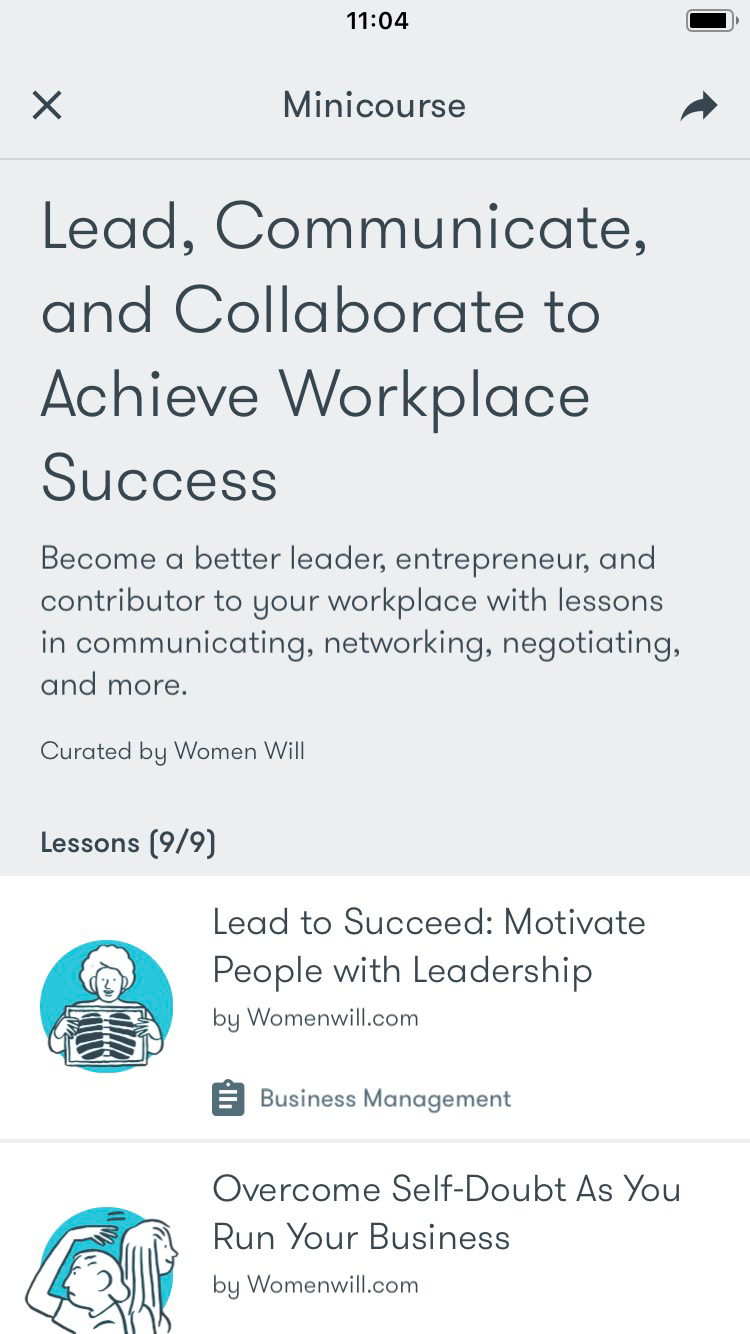 11:04
Minicourse
Lead, Communicate,
and Collaborate to
Achieve Workplace
Success
Become a better leader, entrepreneur, and
contributor to your workplace with lessons
in communicating, networking, negotiating,
and more.
Curated by Women Will
Lessons (9/9)
Lead to Succeed: Motivate
People with Leadership
by Womenwill.com
Business Management
Overcome Self-Doubt As You
Run Your Business
by Womenwill.com